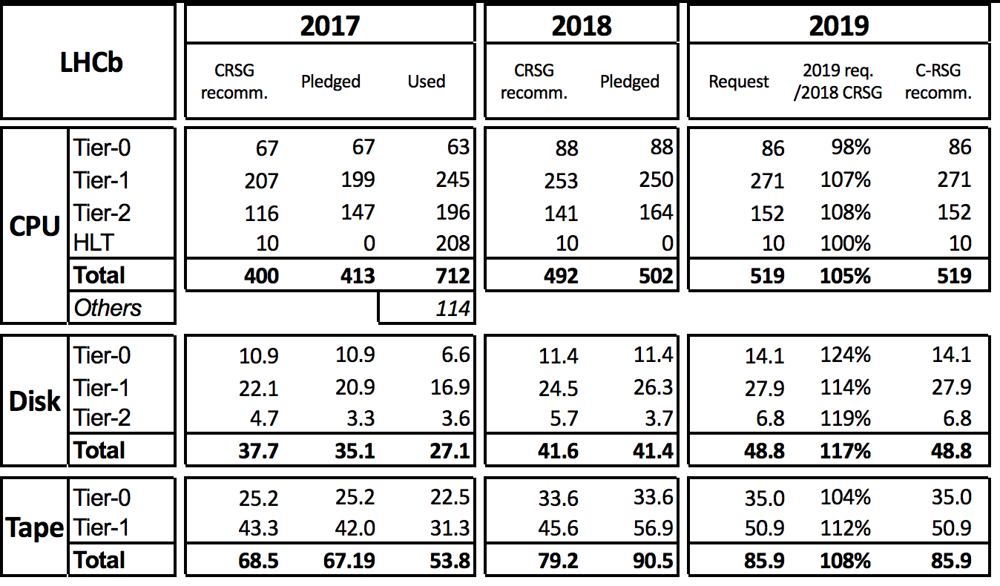 LHCb 2017 2018 2019
CRSG recomm. Pledged Used CRSG recomm. Pledged Request 2019 req. /2018 CRSG C-RSG recomm.
CPU
Tier-0 67 67 63 88 88 86 98% 86
Tier-1 207 199 245 253 250 271 107% 271
Tier-2 116 147 196 141 164 152 108% 152
HLT 10 0 208 10 0 10 100% 10
Total 400 413 712 492 502 519 105% 519
Others 114
Disk
Tier-0 10.9 10.9 6.6 11.4 11.4 14.1 124% 14.1
Tier-1 22.1 20.9 16.9 24.5 26.3 27.9 114% 27.9
Tier-2 4.7 3.3 3.6 5.7 3.7 6.8 119% 6.8
Total 37.7 35.1 27.1 41.6 41.4 48.8 117% 48.8
Tape
Tier-0 25.2 25.2 22.5 33.6 33.6 35.0 104% 35.0
Tier-1 43.3 42.0 31.3 45.6 56.9 50.9 112% 50.9
Total 68.5 67.19 53.8 79.2 90.5 85.9 108% 85.9